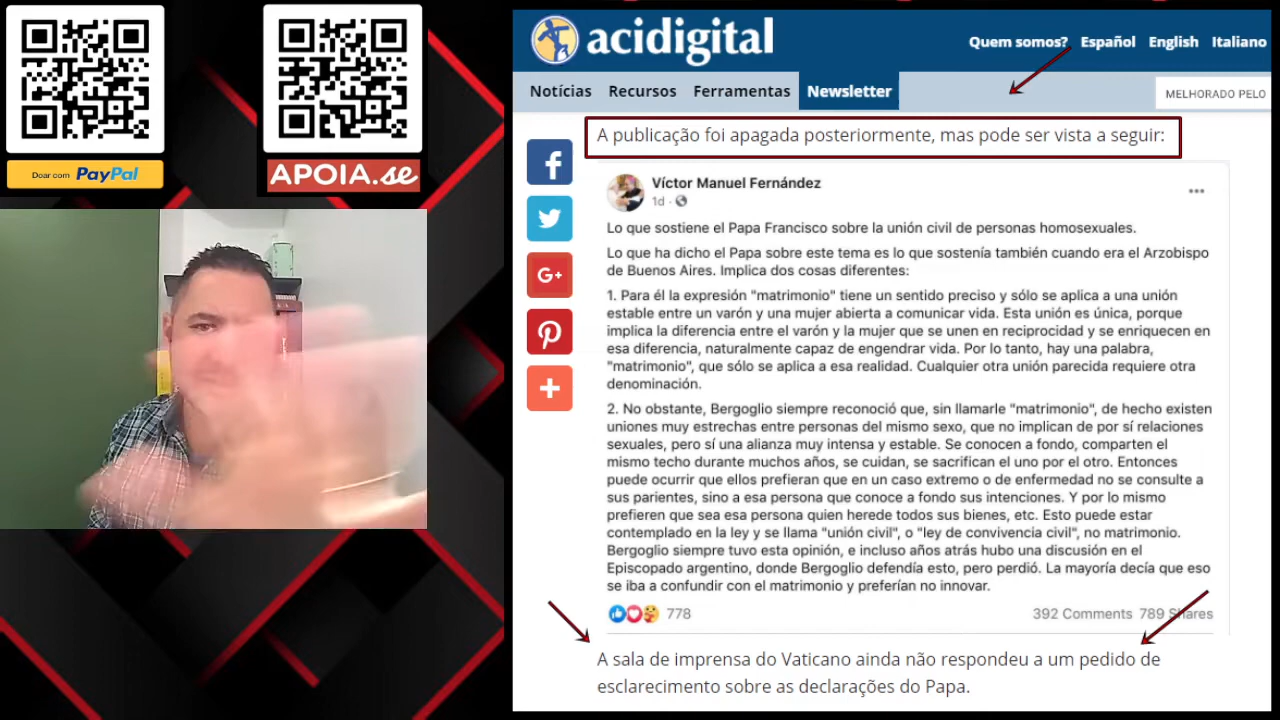 Doar com PayPal
APOIA.se
acidigital
Quem somos? Español English Italiano
Notícias Recursos Ferramentas Newsletter
MELHORADO PELO
A publicação foi apagada posteriormente, mas pode ser vista a seguir:
Víctor Manuel Fernández
1d
Lo que sostiene el Papa Francisco sobre la unión civil de personas homosexuales.
Lo que ha dicho el Papa sobre este tema es lo que sostenía también cuando era el Arzobispo
de Buenos Aires. Implica dos cosas diferentes:
1. Para él la expresión "matrimonio" tiene un sentido preciso y sólo se aplica a una unión
estable entre un varón y una mujer abierta a comunicar vida. Esta unión es única, porque
implica la diferencia entre el varón y la mujer que se unen en reciprocidad y se enriquecen en
esa diferencia, naturalmente capaz de engendrar vida. Por lo tanto, hay una palabra,
"matrimonio", que sólo se aplica a esa realidad. Cualquier otra unión parecida requiere otra
denominación.
2. No obstante, Bergoglio siempre reconoció que, sin llamarle "matrimonio", de hecho existen
uniones muy estrechas entre personas del mismo sexo, que no implican de por sí relaciones
sexuales, pero sí una alianza muy intensa y estable. Se conocen a fondo, comparten el
mismo techo durante muchos años, se cuidan, se sacrifican el uno por el otro. Entonces
puede ocurrir que ellos prefieran que en un caso extremo o de enfermedad no se consulte a
sus parientes, sino a esa persona que conoce a fondo sus intenciones. Y por lo mismo
prefieren que sea esa persona quien herede todos sus bienes, etc. Esto puede estar
contemplado en la ley y se llama "unión civil", o "ley de convivencia civil", no matrimonio.
Bergoglio siempre tuvo esta opinión, e incluso años atrás hubo una discusión en el
Episcopado argentino, donde Bergoglio defendía esto, pero perdió. La mayoría decía que eso
se iba a confundir con el matrimonio y preferían no innovar.
778 392 Comments 789 Shares
A sala de imprensa do Vaticano ainda não respondeu a um pedido de
esclarecimento sobre as declarações do Papa.